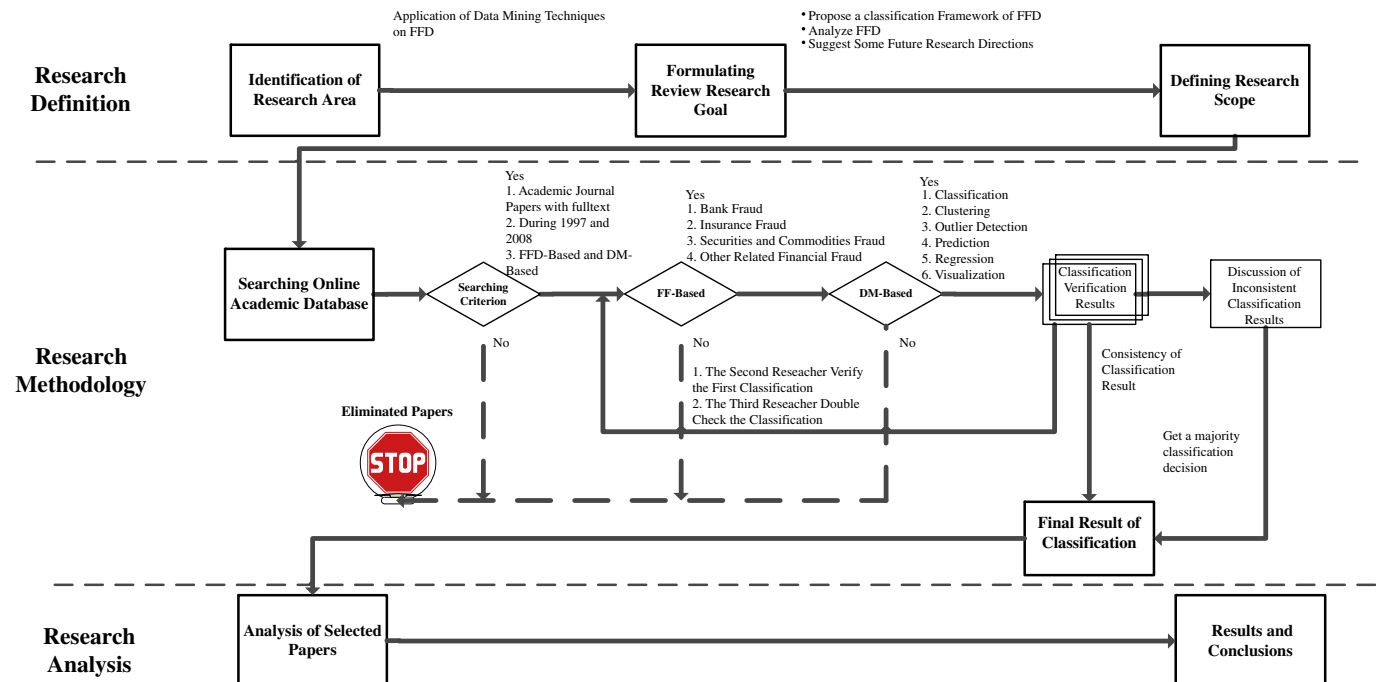 Application of Data Mining Techniques
on FFD
• Propose a classification Framework of FFD
• Analyze FFD
• Suggest Some Future Research Directions
Research
Definition
Identification of
Research Area
Formulating
Review Research
Goal
Defining Research
Scope
Yes
1. Academic Journal
Papers with fulltext
2. During 1997 and
2008
3. FFD-Based and DM-
Based
Yes
1. Bank Fraud
2. Insurance Fraud
3. Securities and Commodities Fraud
4. Other Related Financial Fraud
Yes
1. Classification
2. Clustering
3. Outlier Detection
4. Prediction
5. Regression
6. Visualization
Searching Online
Academic Database
Searching
Criterion
FF-Based
DM-Based
Classification
Verification
Results
Discussion of
Inconsistent
Classification
Results
No
No
No
Research
Methodology
1. The Second Reseacher Verify
the First Classification
2. The Third Reseacher Double
Check the Classification
Consistency of
Classification
Result
Eliminated Papers
STOP
Get a majority
classification
decision
Final Result of
Classification
Research
Analysis
Analysis of Selected
Papers
Results and
Conclusions